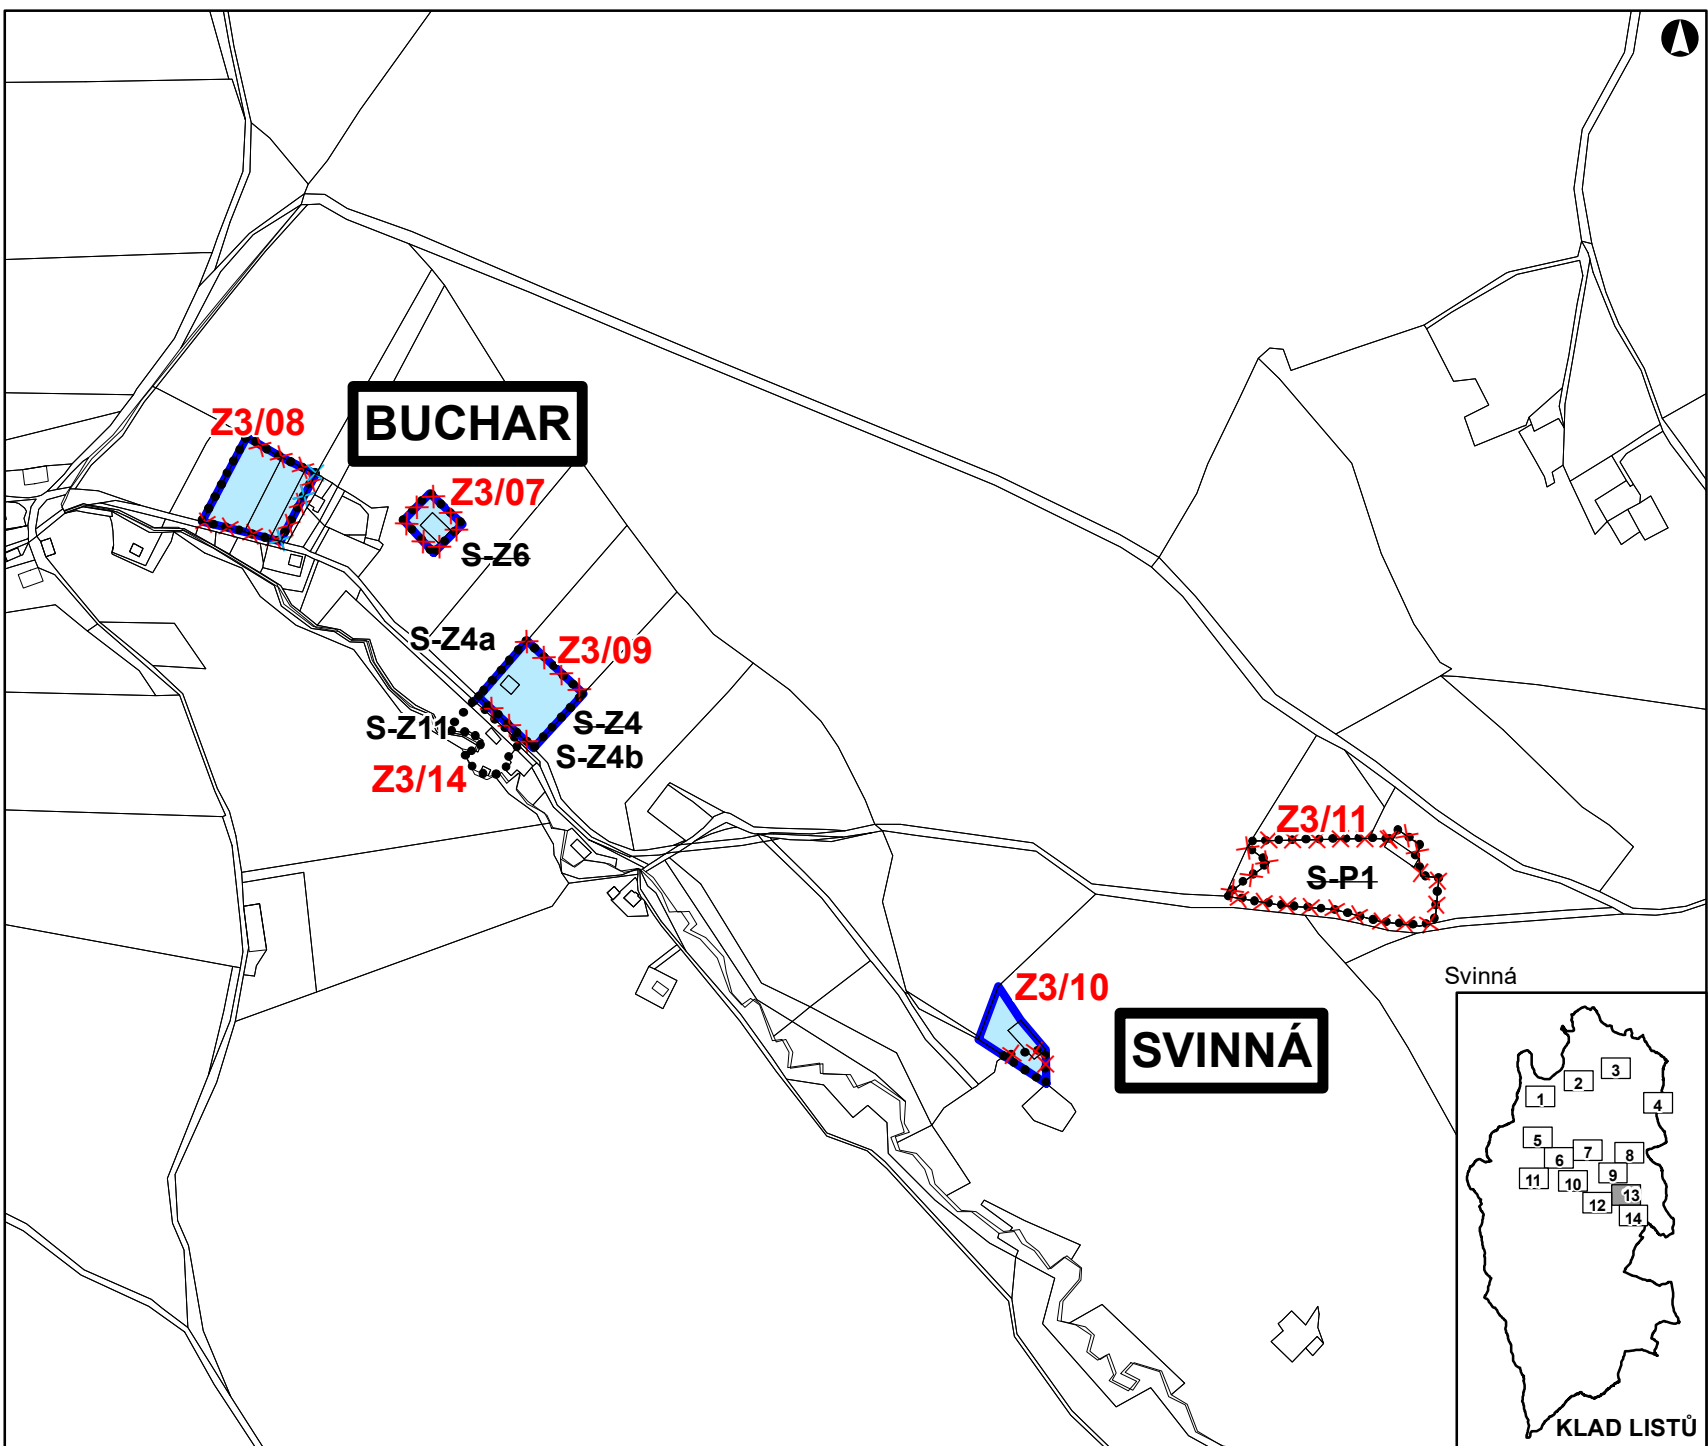 Z3/08
BUCHAR
Z3/07
S-Z6
S-Z4a
Z3/09
S-Z11
S-Z4
S-Z4b
Z3/14
Z3/11
S-P1
Z3/10
SVINNÁ
Svinná
1
2
3
4
5
6
7
8
9
10
11
12
13
14
KLAD LISTŮ